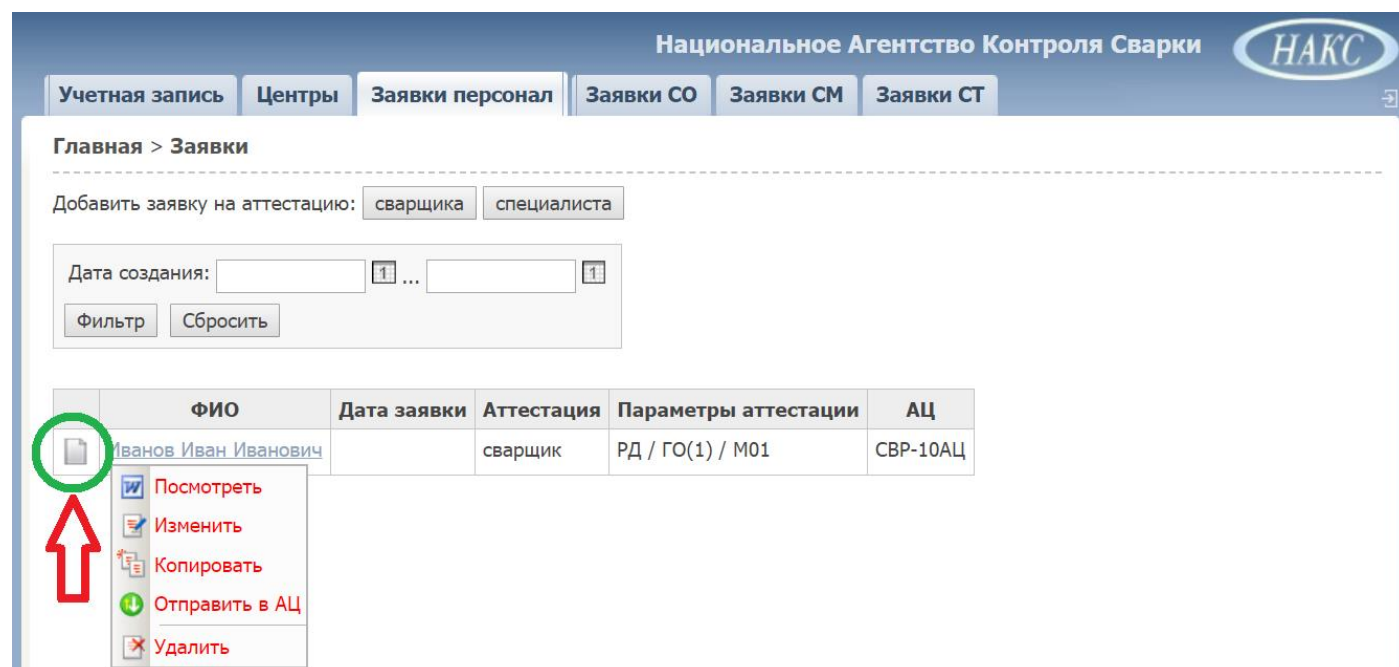 Национальное Агентство Контроля Сварки НАКС
Учетная запись Центры Заявки персонал Заявки СО Заявки СМ Заявки СТ
Главная > Заявки
Добавить заявку на аттестацию: сварщика специалиста
Дата создания: 1 ... 1
Фильтр Сбросить
ФИО Дата заявки Аттестация Параметры аттестации АЦ
Иванов Иван Иванович сварщик РД / ГО(1) / М01 СВР-10АЦ
Посмотреть
Изменить
Копировать
Отправить в АЦ
Удалить